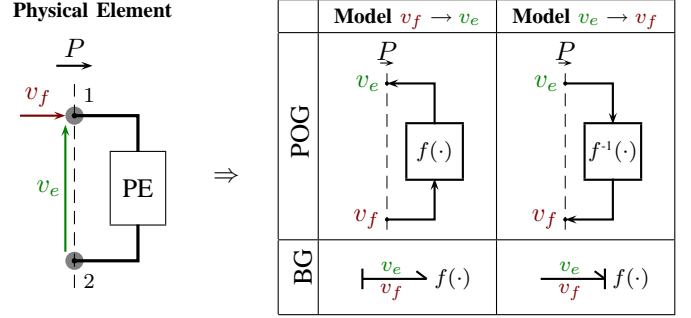 Physical Element
P
v_f
1
v_e
PE
2
⇒
Model v_f → v_e
Model v_e → v_f
POG
P
v_e
f(·)
v_f
P
v_e
f⁻¹(·)
v_f
BG
v_e
v_f
f(·)
v_e
v_f
f(·)